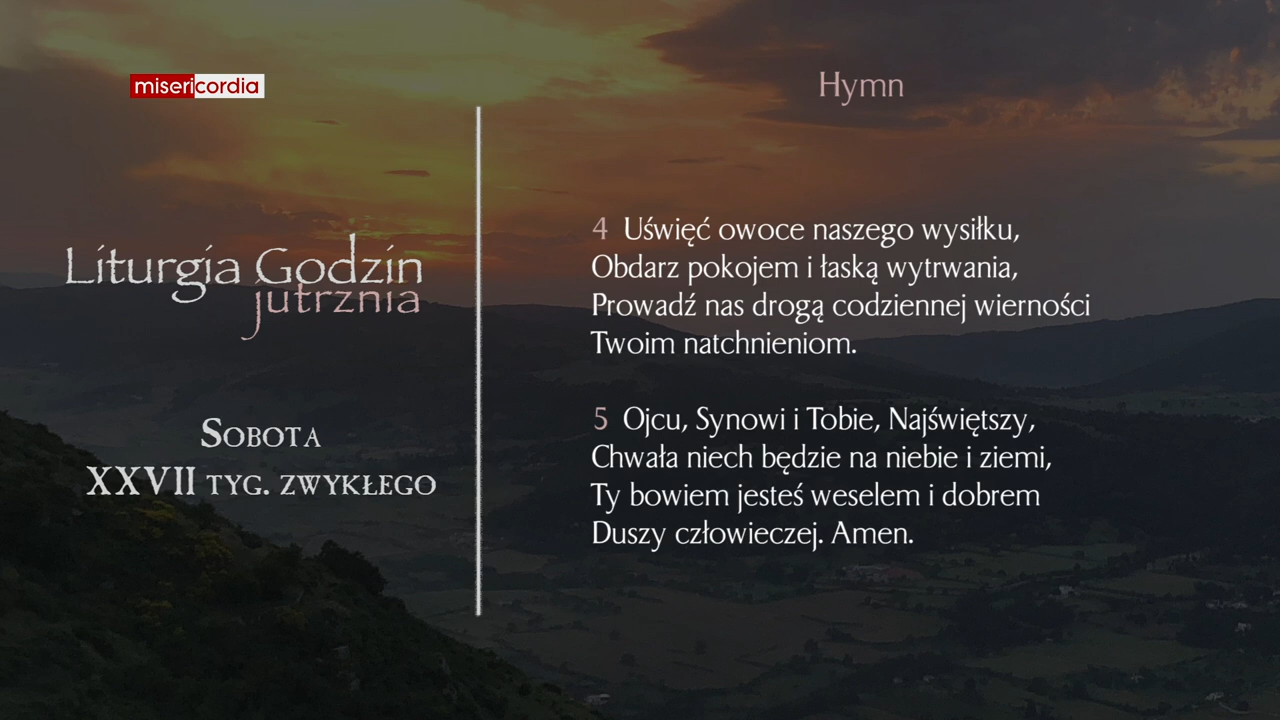 misericordia
Liturgia Godzin
jutrznia
Sobota
XXVII tyg. zwykłego
Hymn
4 Uświęć owoce naszego wysiłku,
Obdarz pokojem i łaską wytrwania,
Prowadź nas drogą codziennej wierności
Twoim natchnieniom.
5 Ojcu, Synowi i Tobie, Najświętszy,
Chwała niech będzie na niebie i ziemi,
Ty bowiem jesteś weselem i dobrem
Duszy człowieczej. Amen.